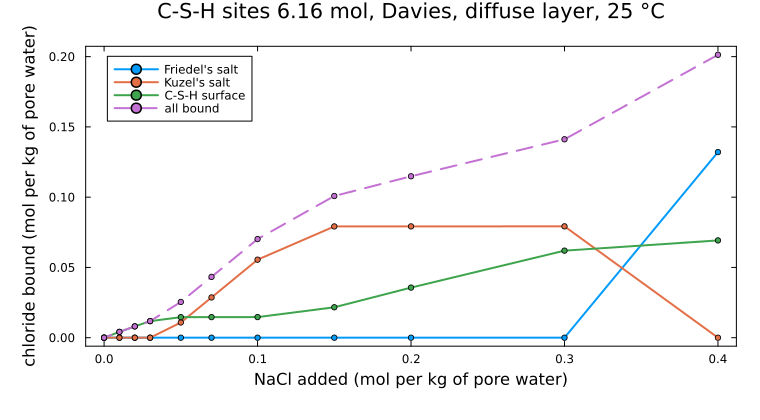 C-S-H sites 6.16 mol, Davies, diffuse layer, 25 °C
chloride bound (mol per kg of pore water)
0.20
0.15
0.10
0.05
0.00
Friedel's salt
Kuzel's salt
C-S-H surface
all bound
0.0 0.1 0.2 0.3 0.4
NaCl added (mol per kg of pore water)